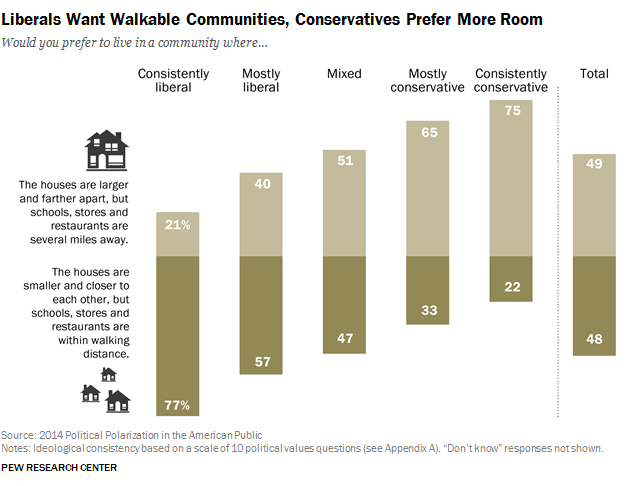 Liberals Want Walkable Communities, Conservatives Prefer More Room
Would you prefer to live in a community where...
Consistently
liberal
Mostly
liberal
Mixed
Mostly
conservative
Consistently
conservative
Total
The houses are larger
and farther apart, but
schools, stores and
restaurants are
several miles away.
21%
40
51
65
75
49
The houses are
smaller and closer to
each other, but
schools, stores and
restaurants are
within walking
distance.
77%
57
47
33
22
48
Source: 2014 Political Polarization in the American Public
Notes: Ideological consistency based on a scale of 10 political values questions (see Appendix A). “Don’t know” responses not shown.
PEW RESEARCH CENTER